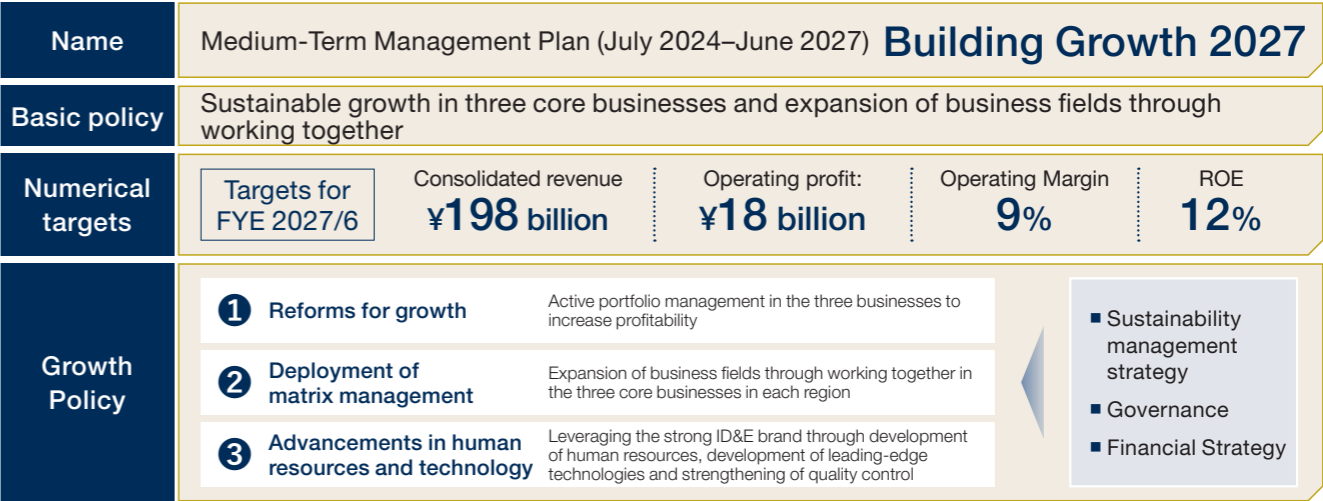 Name
Medium-Term Management Plan (July 2024–June 2027) Building Growth 2027
Basic policy
Sustainable growth in three core businesses and expansion of business fields through
working together
Numerical
targets
Targets for
FYE 2027/6
Consolidated revenue
¥198 billion
Operating profit:
¥18 billion
Operating Margin
9%
ROE
12%
Growth
Policy
1 Reforms for growth
Active portfolio management in the three businesses to
increase profitability
2 Deployment of
matrix management
Expansion of business fields through working together in
the three core businesses in each region
3 Advancements in human
resources and technology
Leveraging the strong ID&E brand through development
of human resources, development of leading-edge
technologies and strengthening of quality control
■ Sustainability
management
strategy
■ Governance
■ Financial Strategy